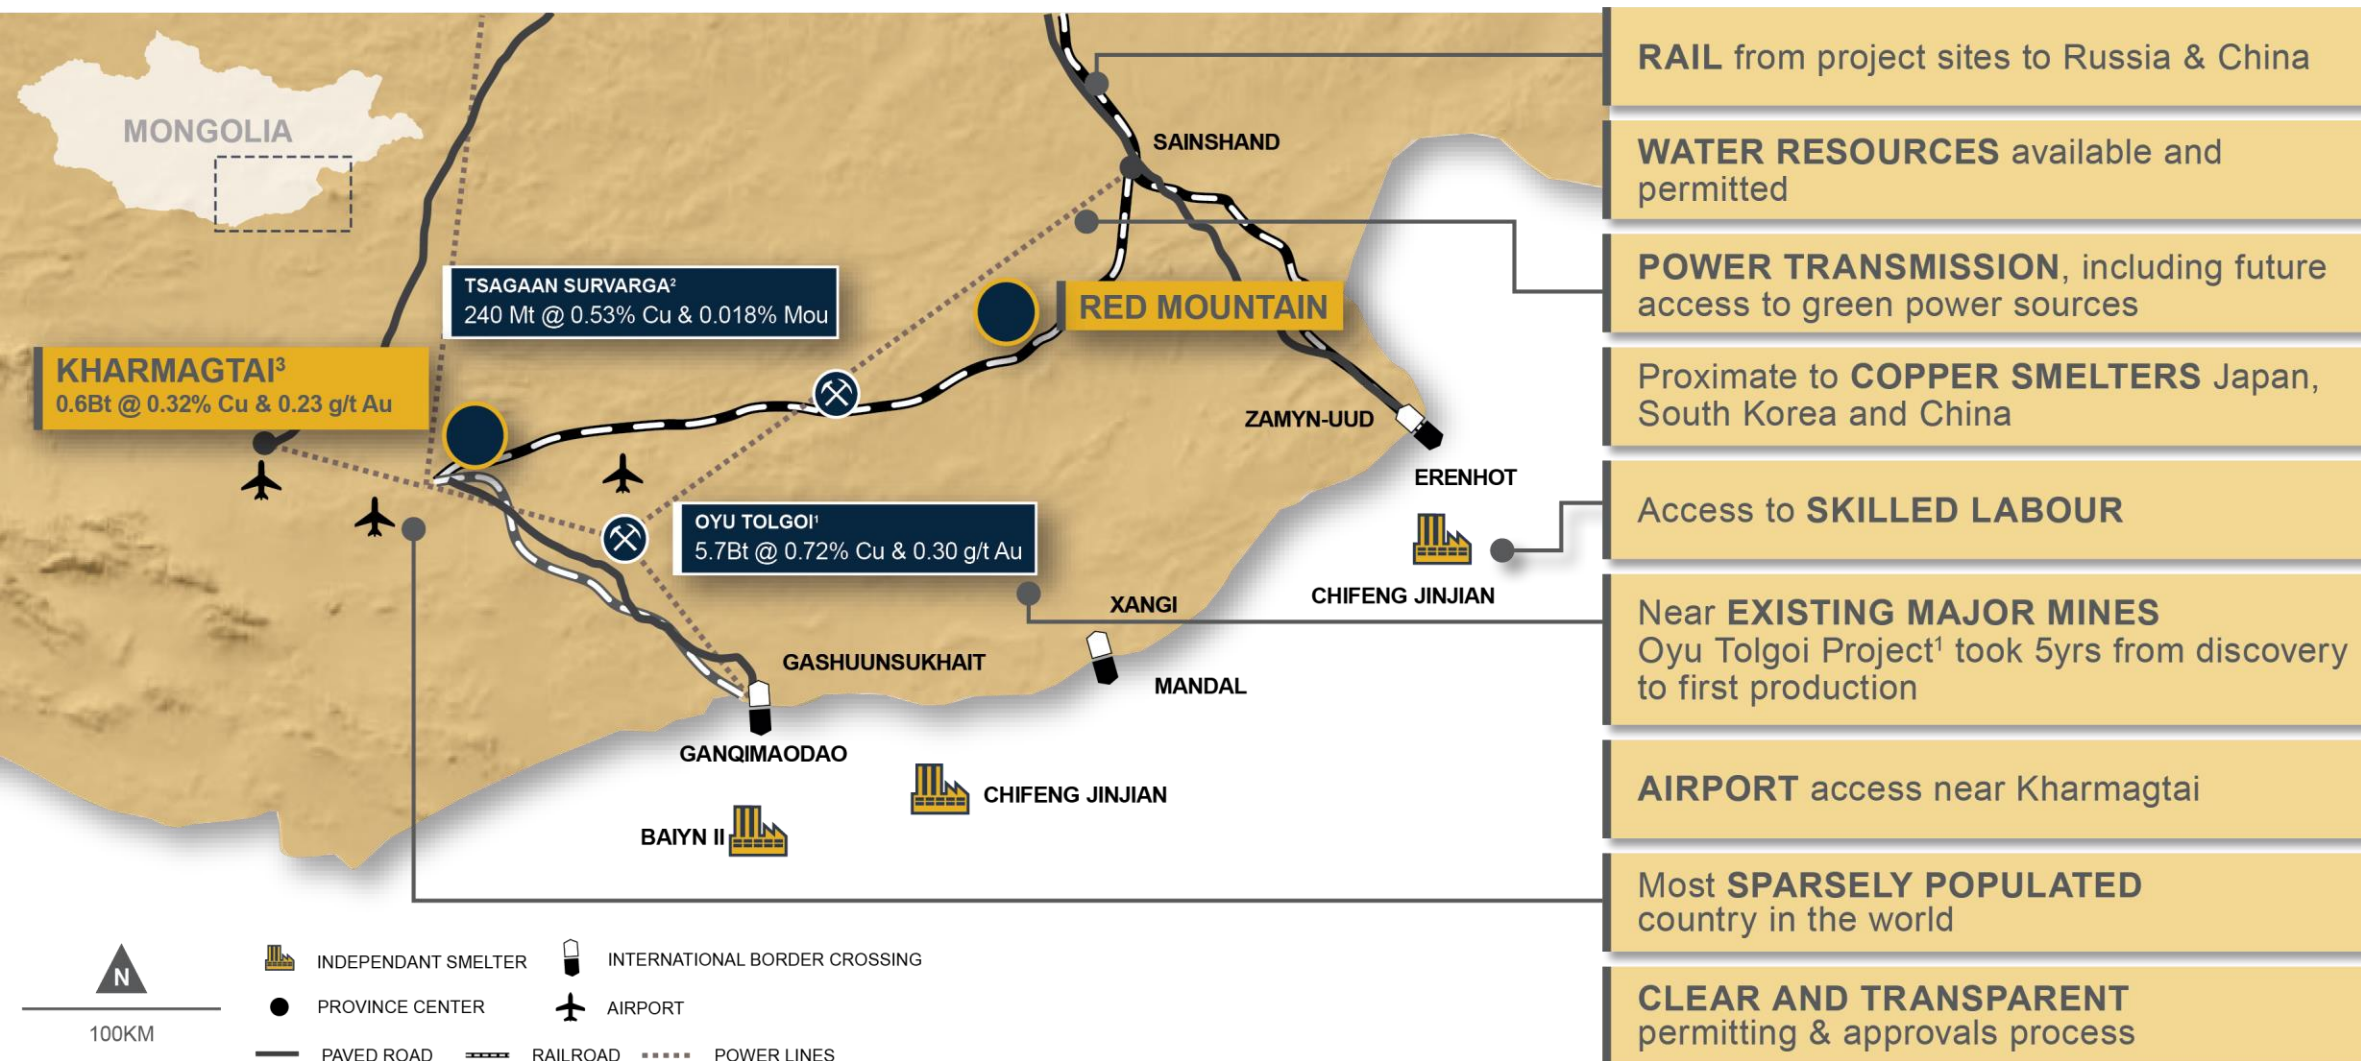 MONGOLIA
SAINSHAND
TSAGAAN SURVARGA²
240 Mt @ 0.53% Cu & 0.018% Mou
RED MOUNTAIN
KHARMAGTAI³
0.6Bt @ 0.32% Cu & 0.23 g/t Au
ZAMYN-UUD
ERENHOT
OYU TOLGOI¹
5.7Bt @ 0.72% Cu & 0.30 g/t Au
CHIFENG JINJIAN
XANGI
GASHUUNSUKHAIT
MANDAL
GANQIMAODAO
CHIFENG JINJIAN
BAIYN II
N
100KM
INDEPENDANT SMELTER
INTERNATIONAL BORDER CROSSING
PROVINCE CENTER
AIRPORT
PAVED ROAD
RAILROAD
POWER LINES
RAIL from project sites to Russia & China
WATER RESOURCES available and
permitted
POWER TRANSMISSION, including future
access to green power sources
Proximate to COPPER SMELTERS Japan,
South Korea and China
Access to SKILLED LABOUR
Near EXISTING MAJOR MINES
Oyu Tolgoi Project¹ took 5yrs from discovery
to first production
AIRPORT access near Kharmagtai
Most SPARSELY POPULATED
country in the world
CLEAR AND TRANSPARENT
permitting & approvals process